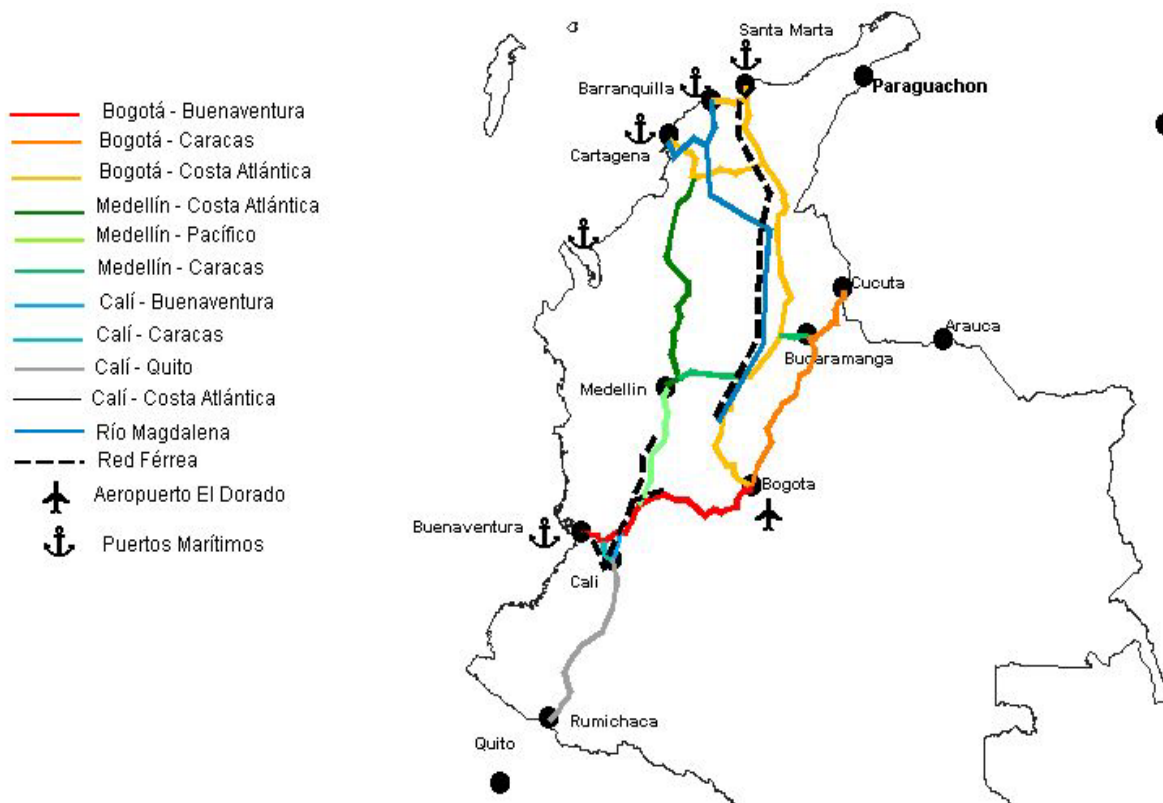 Bogotá - Buenaventura
Bogotá - Caracas
Bogotá - Costa Atlántica
Medellín - Costa Atlántica
Medellín - Pacífico
Medellín - Caracas
Calí - Buenaventura
Calí - Caracas
Calí - Quito
Calí - Costa Atlántica
Río Magdalena
Red Férrea
Aeropuerto El Dorado
Puertos Marítimos
Santa Marta
Barranquilla
Paraguachon
Cartagena
Cucuta
Arauca
Bucaramanga
Medellin
Bogota
Buenaventura
Cali
Rumichaca
Quito